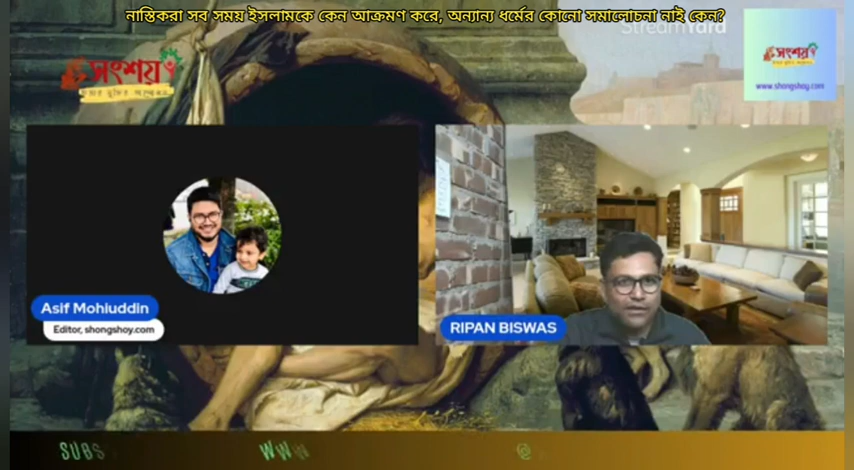 নাস্তিকরা সব সময় ইসলামকে কেন আক্রমণ করে, অন্যান্য ধর্মের কোনো সমালোচনা নাই কেন?
StreamYard
সংশয়
সংশয়
www.shongshoy.com
Asif Mohiuddin
Editor, shongshoy.com
RIPAN BISWAS
SUBS
WWW
@